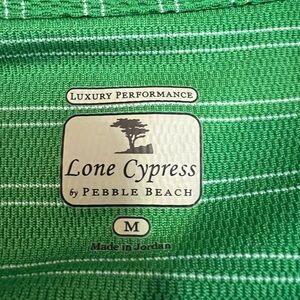 LUXURY PERFORMANCE
Lone Cypress
by PEBBLE BEACH
M
Made in Jordan